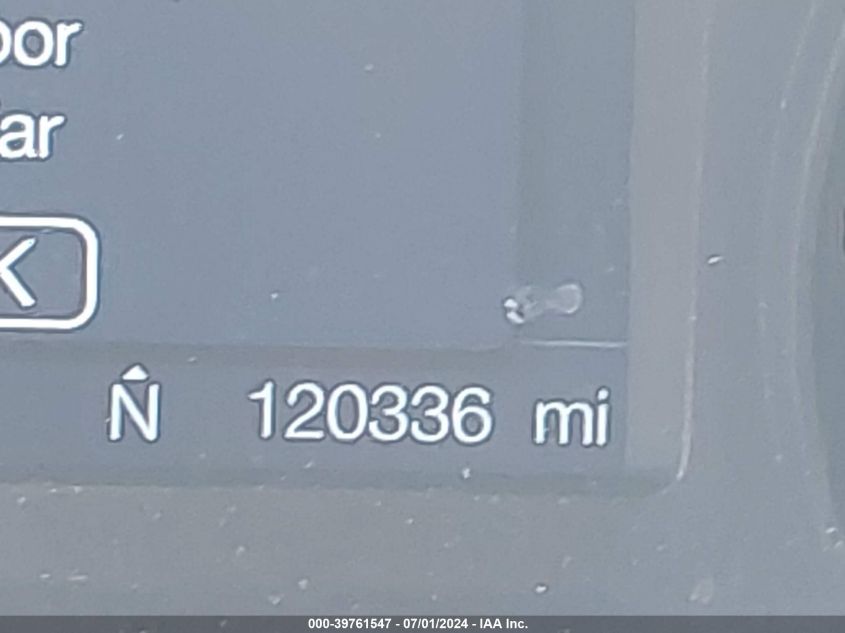 oor
ar
K
N 120336 mi
000-39761547 - 07/01/2024 - IAA Inc.